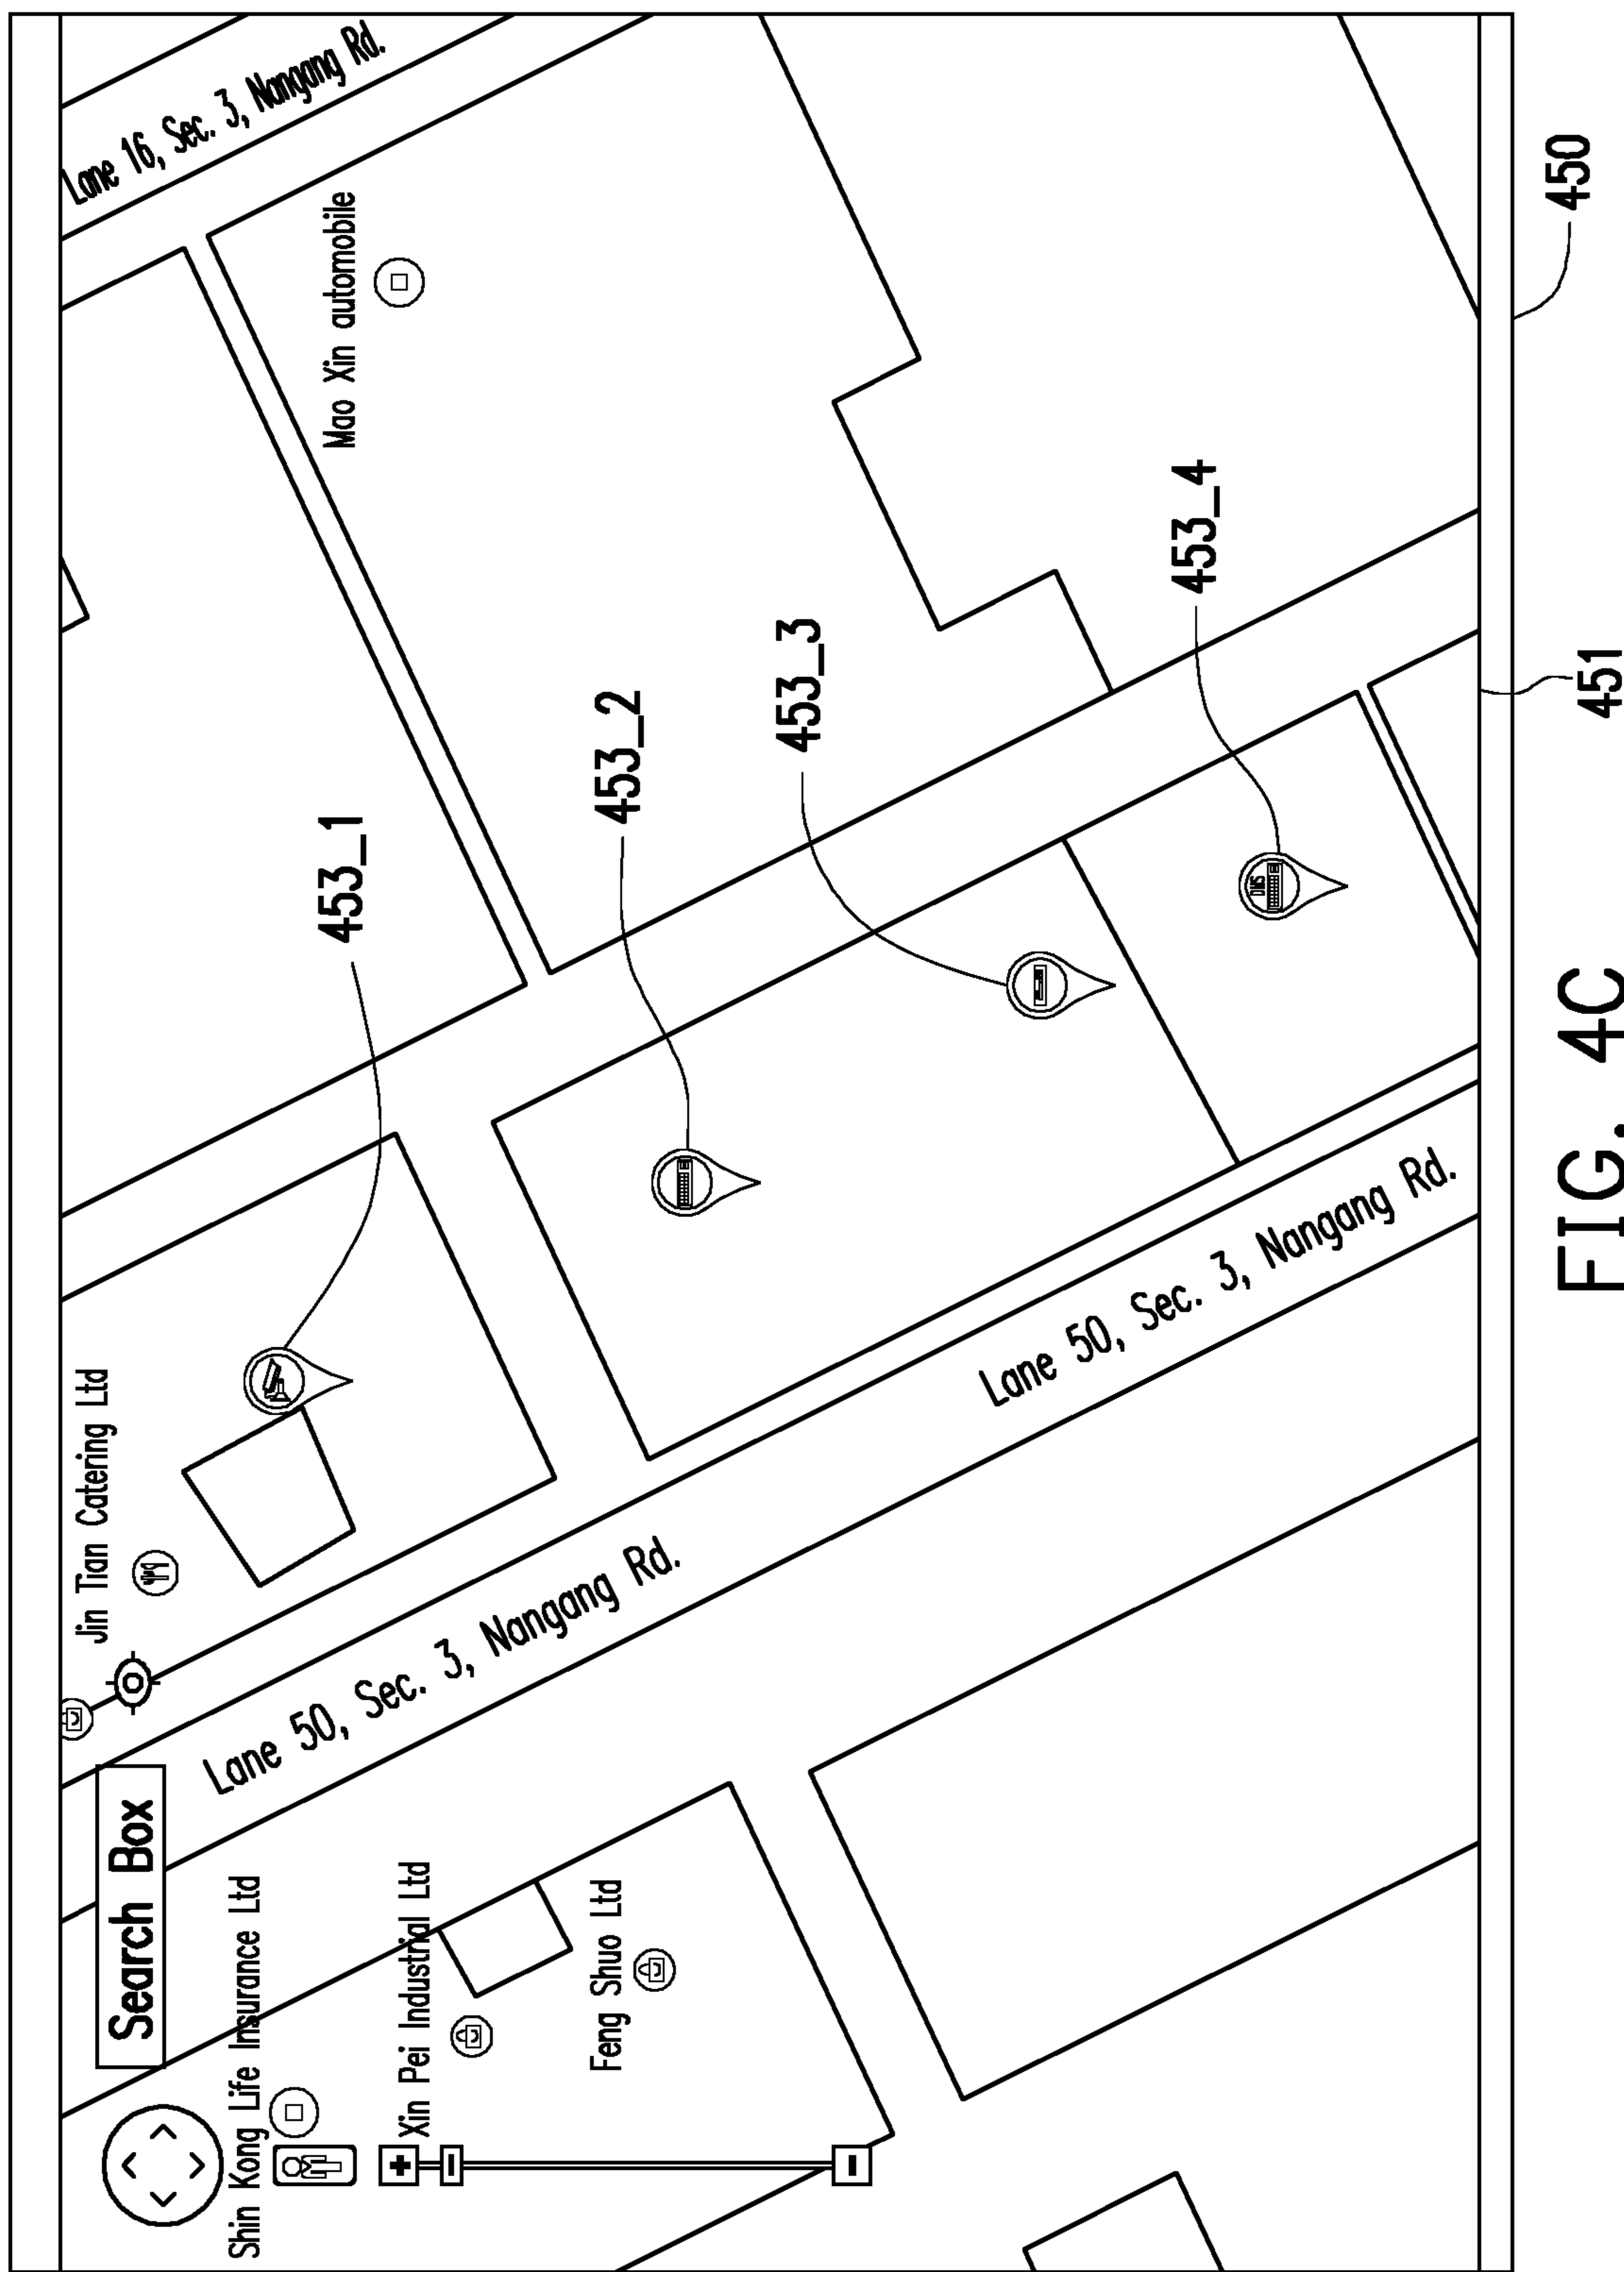 Search Box
Jin Tian Catering Ltd
Lane 16, Sec. 3, Nangang Rd.
Shin Kong Life Insurance Ltd
453_1
Mao Xin automobile
Lane 50, Sec. 3, Nangang Rd.
Xin Pei Industrial Ltd
Feng Shuo Ltd
453_2
453_3
Lane 50, Sec. 3, Nangang Rd.
DMS
453_4
451
450
FIG. 4C